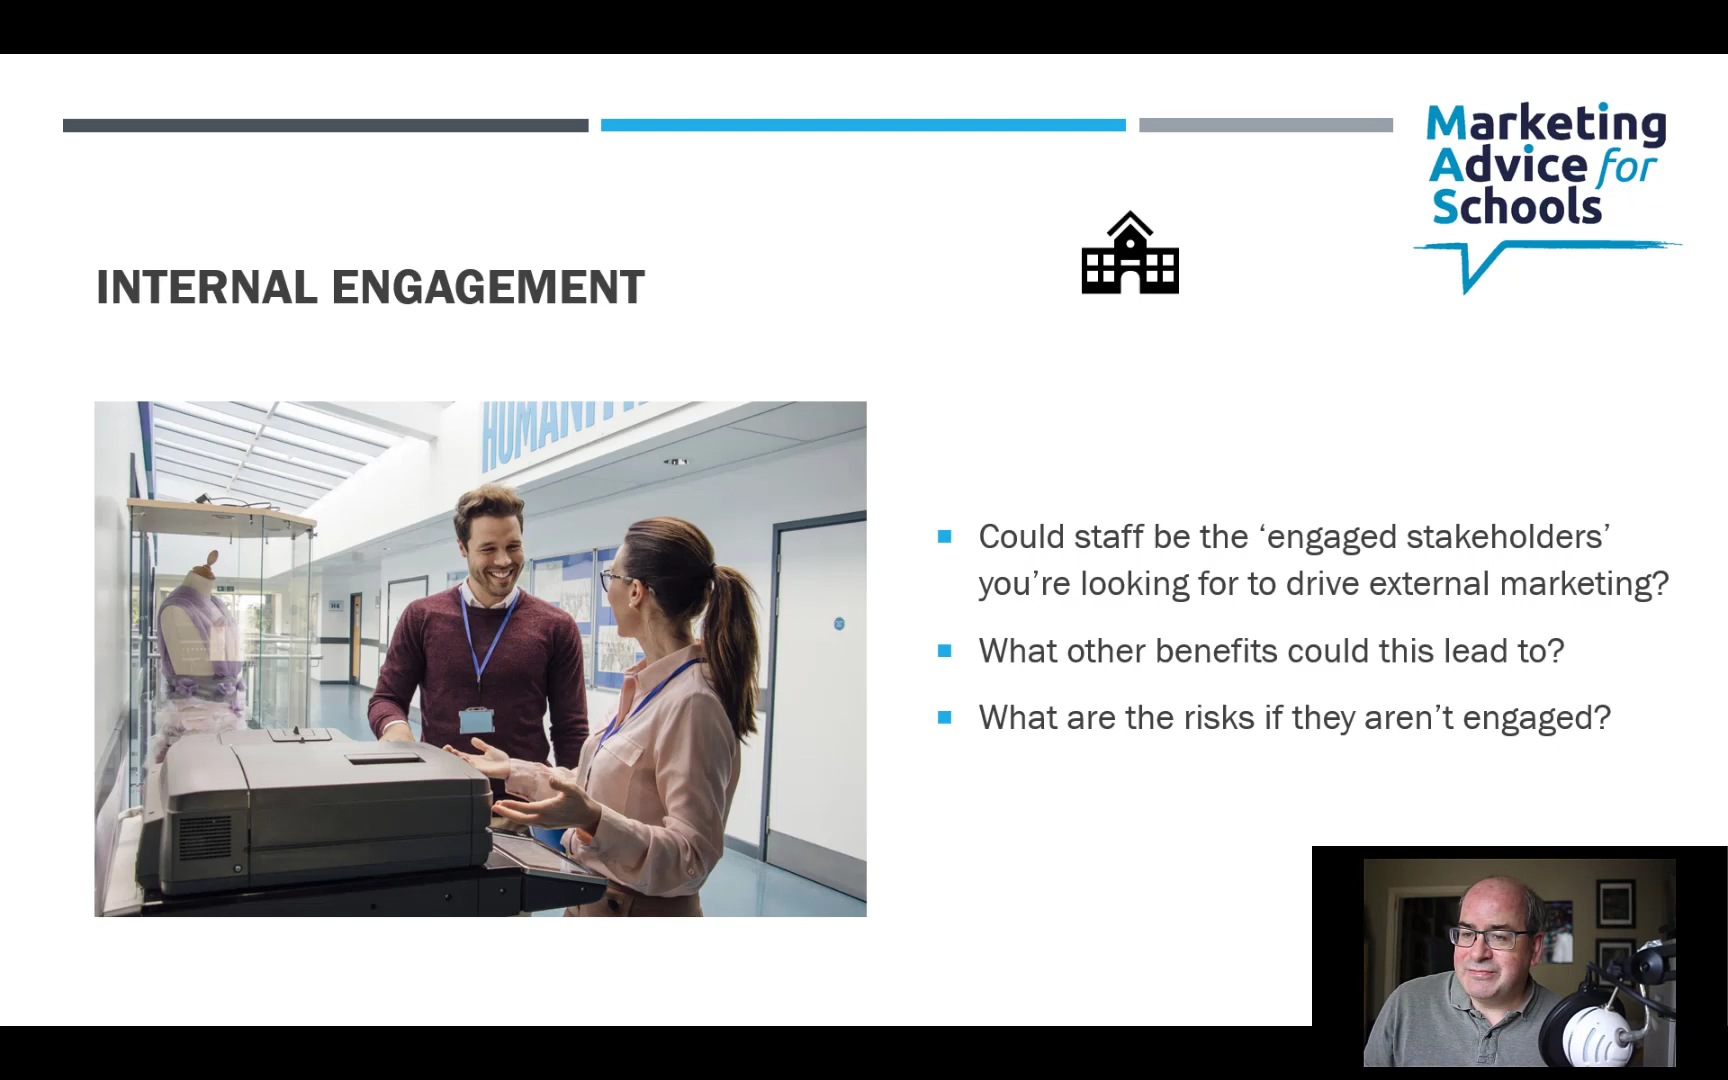 Marketing
Advice for
Schools
INTERNAL ENGAGEMENT
Could staff be the ‘engaged stakeholders’
you’re looking for to drive external marketing?
What other benefits could this lead to?
What are the risks if they aren’t engaged?